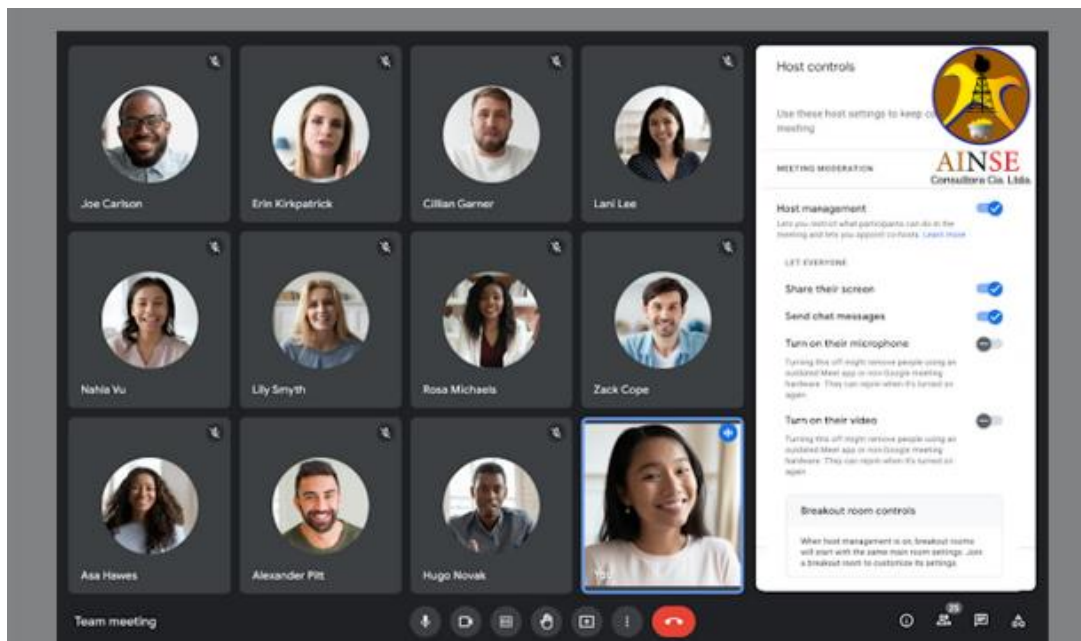 Joe Carlson
Erin Kirkpatrick
Cillian Garner
Lani Lee
Nahla Vu
Lily Smyth
Rosa Michaels
Zack Cope
Asa Hawes
Alexander Pitt
Hugo Novak
You
Host controls
Use these host settings to keep
meeting
AINSE
Consultora Cia. Ltda.
MEETING MODERATION
Host management
Lets you restrict what participants can do in the
meeting and lets you appoint co-hosts. Learn more
LET EVERYONE
Share their screen
Send chat messages
Turn on their microphone
Turning this off might remove people using an
outdated Meet app or non-Google meeting
hardware. They can rejoin when it's turned on
again
Turn on their video
Turning this off might remove people using an
outdated Meet app or non-Google meeting
hardware. They can rejoin when it's turned on
again
Breakout room controls
When host management is on, breakout rooms
will start with the same main room settings. Join
a breakout room to customize its settings.
Team meeting
25